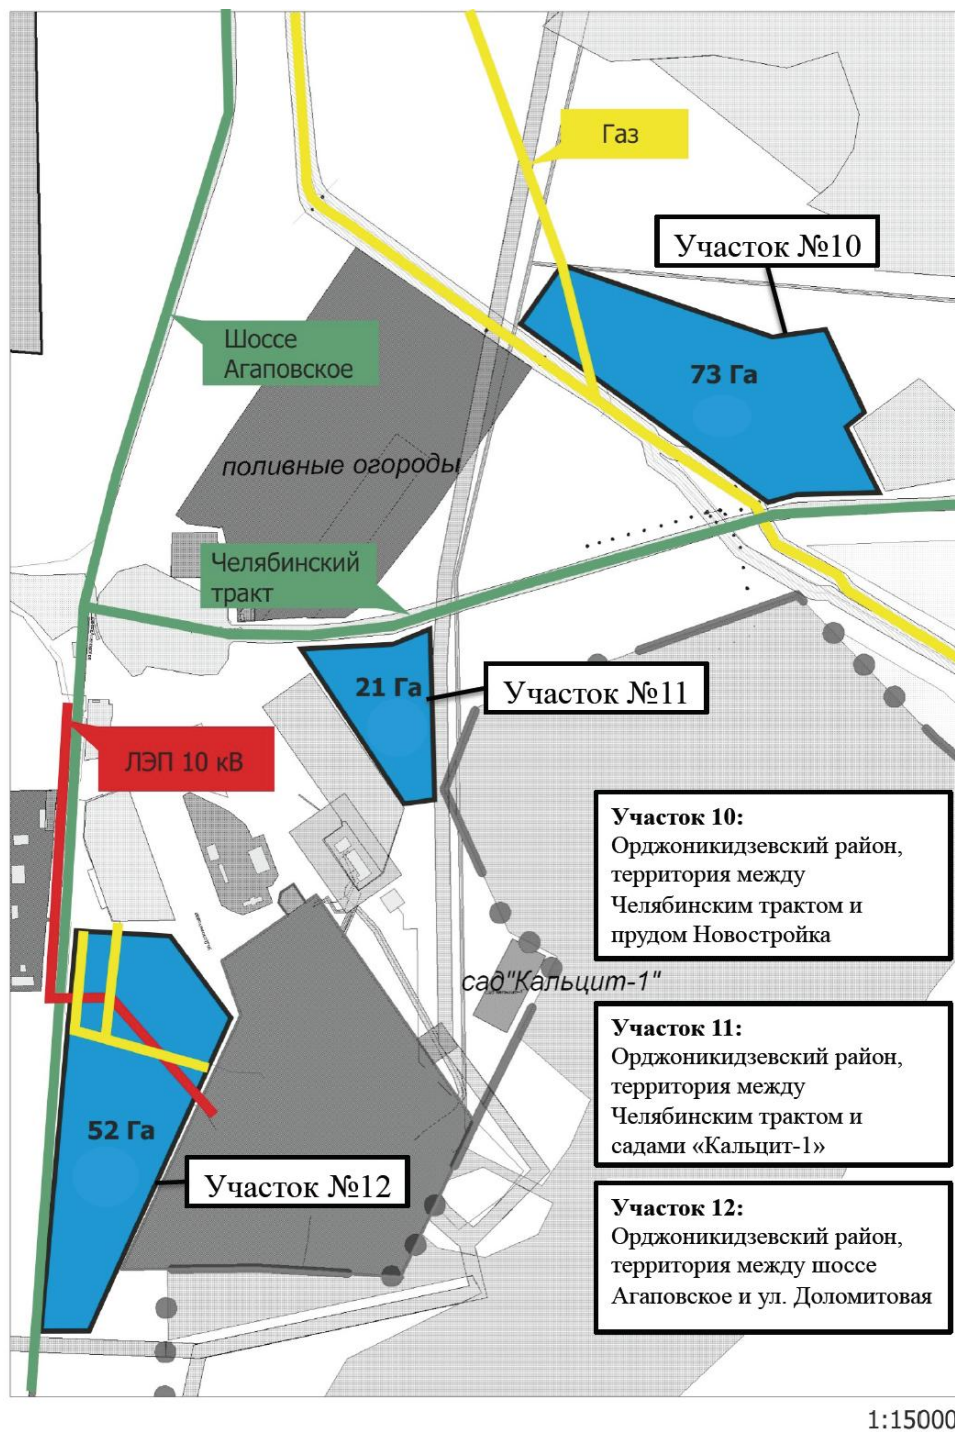 Газ
Участок №10
Шоссе
Агаповское
73 Га
поливные огороды
Челябинский
тракт
21 Га
Участок №11
ЛЭП 10 кВ
Участок 10:
Орджоникидзевский район,
территория между
Челябинским трактом и
прудом Новостройка
сад"Кальцит-1"
Участок 11:
Орджоникидзевский район,
территория между
Челябинским трактом и
садами «Кальцит-1»
52 Га
Участок №12
Участок 12:
Орджоникидзевский район,
территория между шоссе
Агаповское и ул. Доломитовая
1:15000